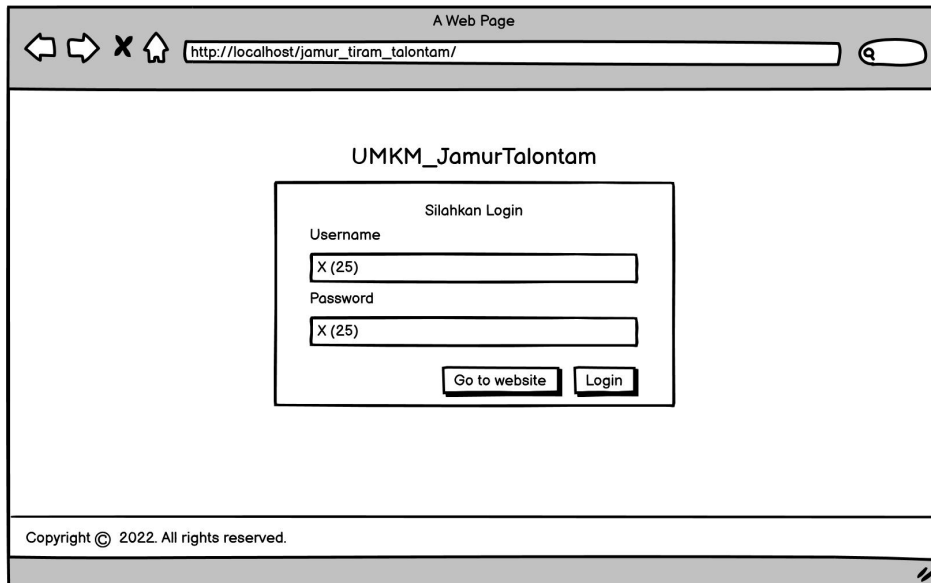 A Web Page
http://localhost/jamur_tiram_talontam/
UMKM_JamurTalontam
Silahkan Login
Username
X (25)
Password
X (25)
Go to website Login
Copyright © 2022. All rights reserved.